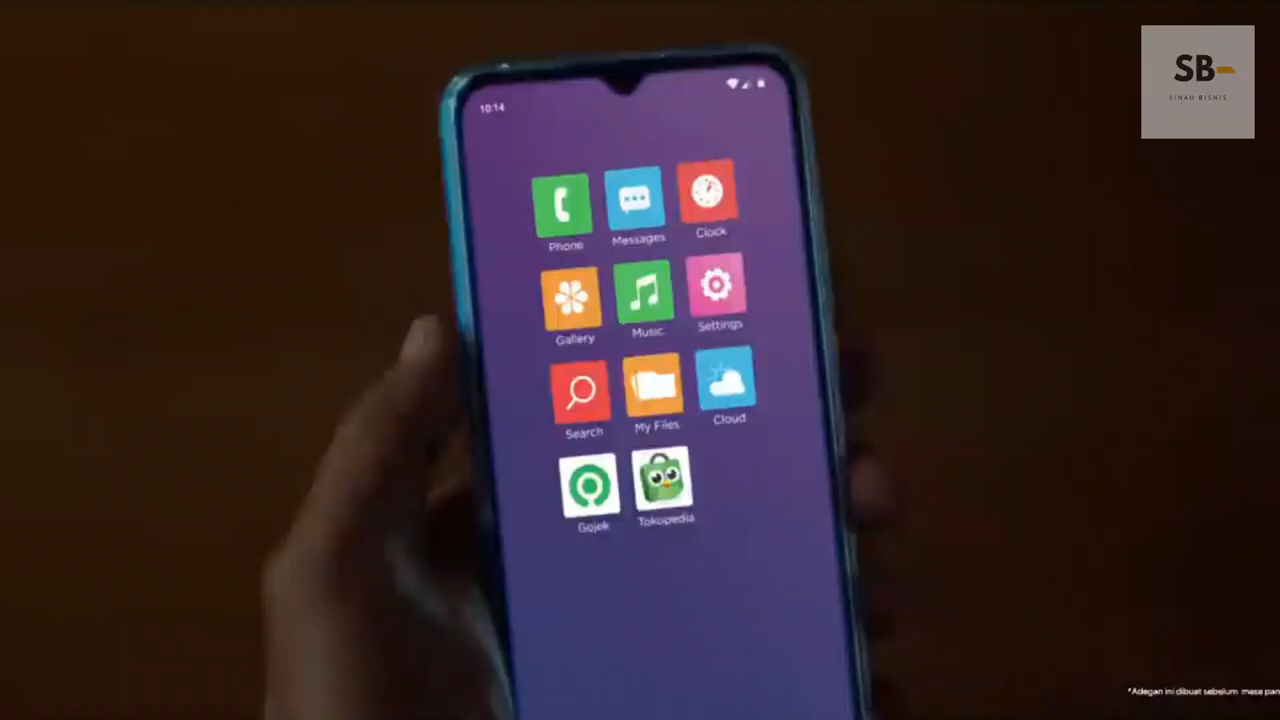 SB
SINAU BISNIS
10:14
Phone Messages Clock
Gallery Music Settings
Search My Files Cloud
Gojek Tokopedia
*Adegan ini dibuat sebelum masa pan